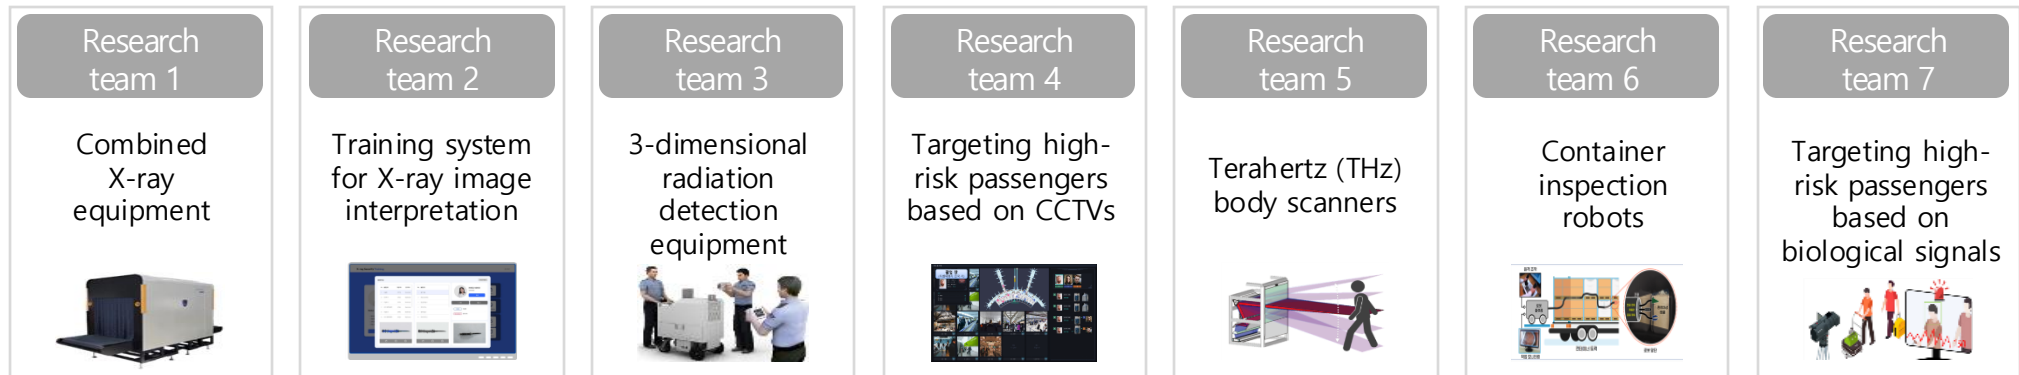 Research
team 1
Combined
X-ray
equipment
Research
team 2
Training system
for X-ray image
interpretation
Research
team 3
3-dimensional
radiation
detection
equipment
Research
team 4
Targeting high-
risk passengers
based on CCTVs
Research
team 5
Terahertz (THz)
body scanners
Research
team 6
Container
inspection
robots
Research
team 7
Targeting high-
risk passengers
based on
biological signals